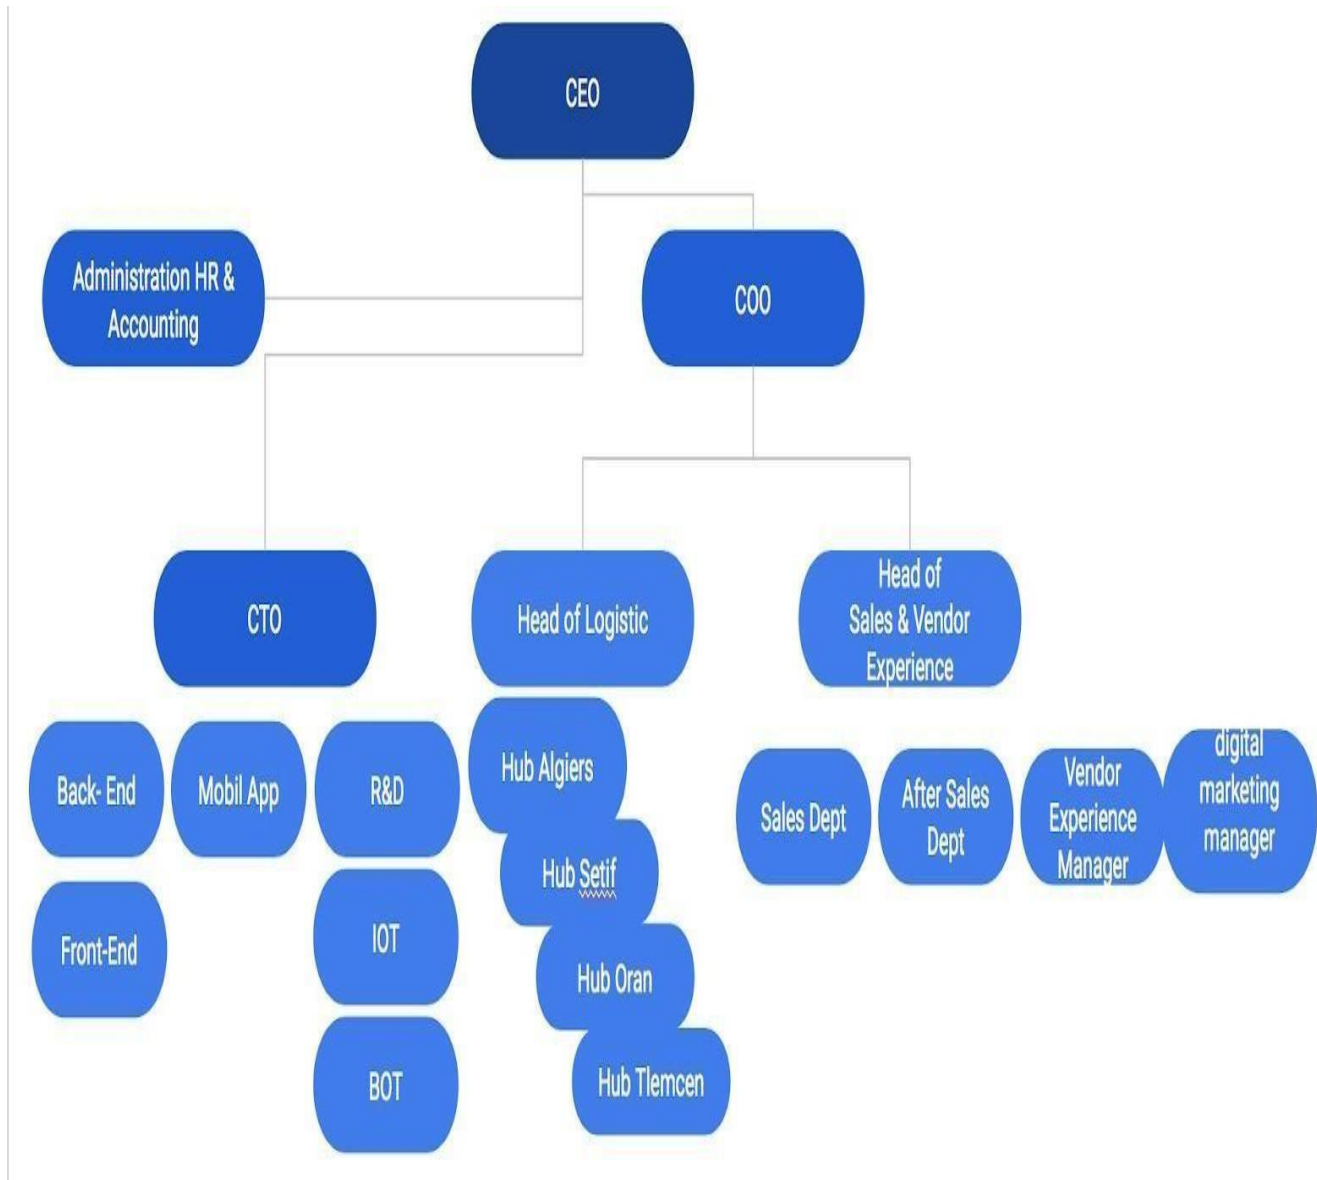 CEO
Administration HR &
Accounting
COO
CTO
Head of Logistic
Head of
Sales & Vendor
Experience
Back- End
Mobil App
R&D
Hub Algiers
Sales Dept
After Sales
Dept
Vendor
Experience
Manager
digital
marketing
manager
Hub Setif
Front-End
IOT
Hub Oran
BOT
Hub Tlemcen